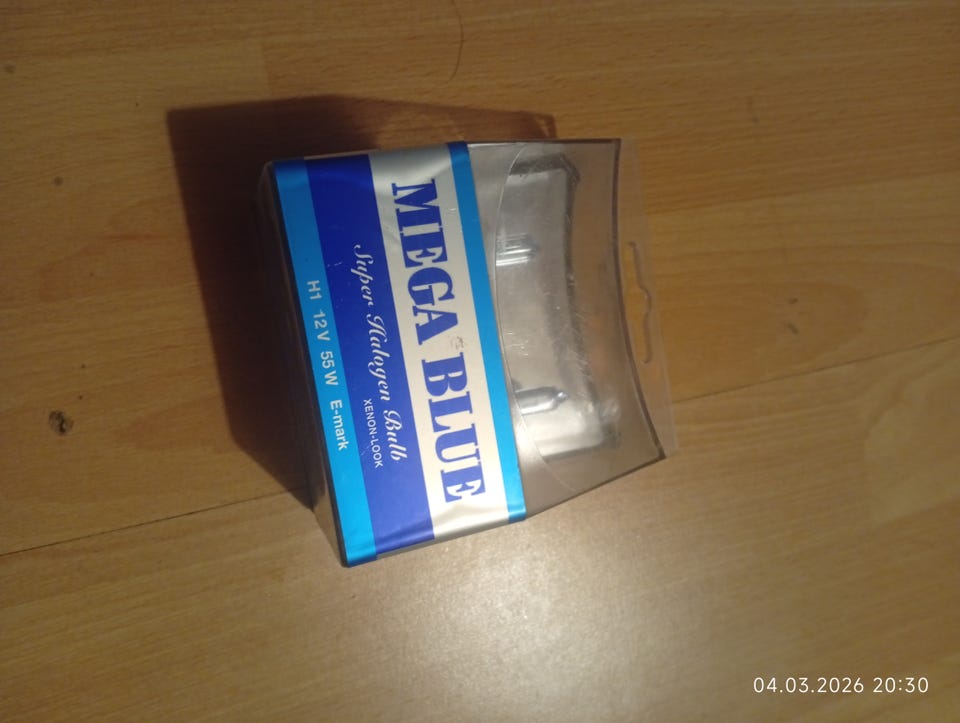 MEGA BLUE
Super Halogen Bulb
XENON-LOOK
H1 12V 55W E-mark
04.03.2026 20:30